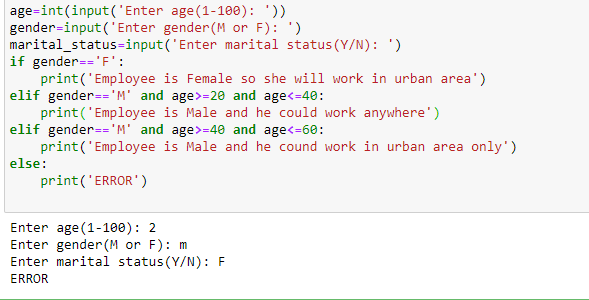 age=int(input('Enter age(1-100): '))
gender=input('Enter gender(M or F): ')
marital_status=input('Enter marital status(Y/N): ')
if gender=='F':
    print('Employee is Female so she will work in urban area')
elif gender=='M' and age>=20 and age<=40:
    print('Employee is Male and he could work anywhere')
elif gender=='M' and age>=40 and age<=60:
    print('Employee is Male and he cound work in urban area only')
else:
    print('ERROR')
Enter age(1-100): 2
Enter gender(M or F): m
Enter marital status(Y/N): F
ERROR